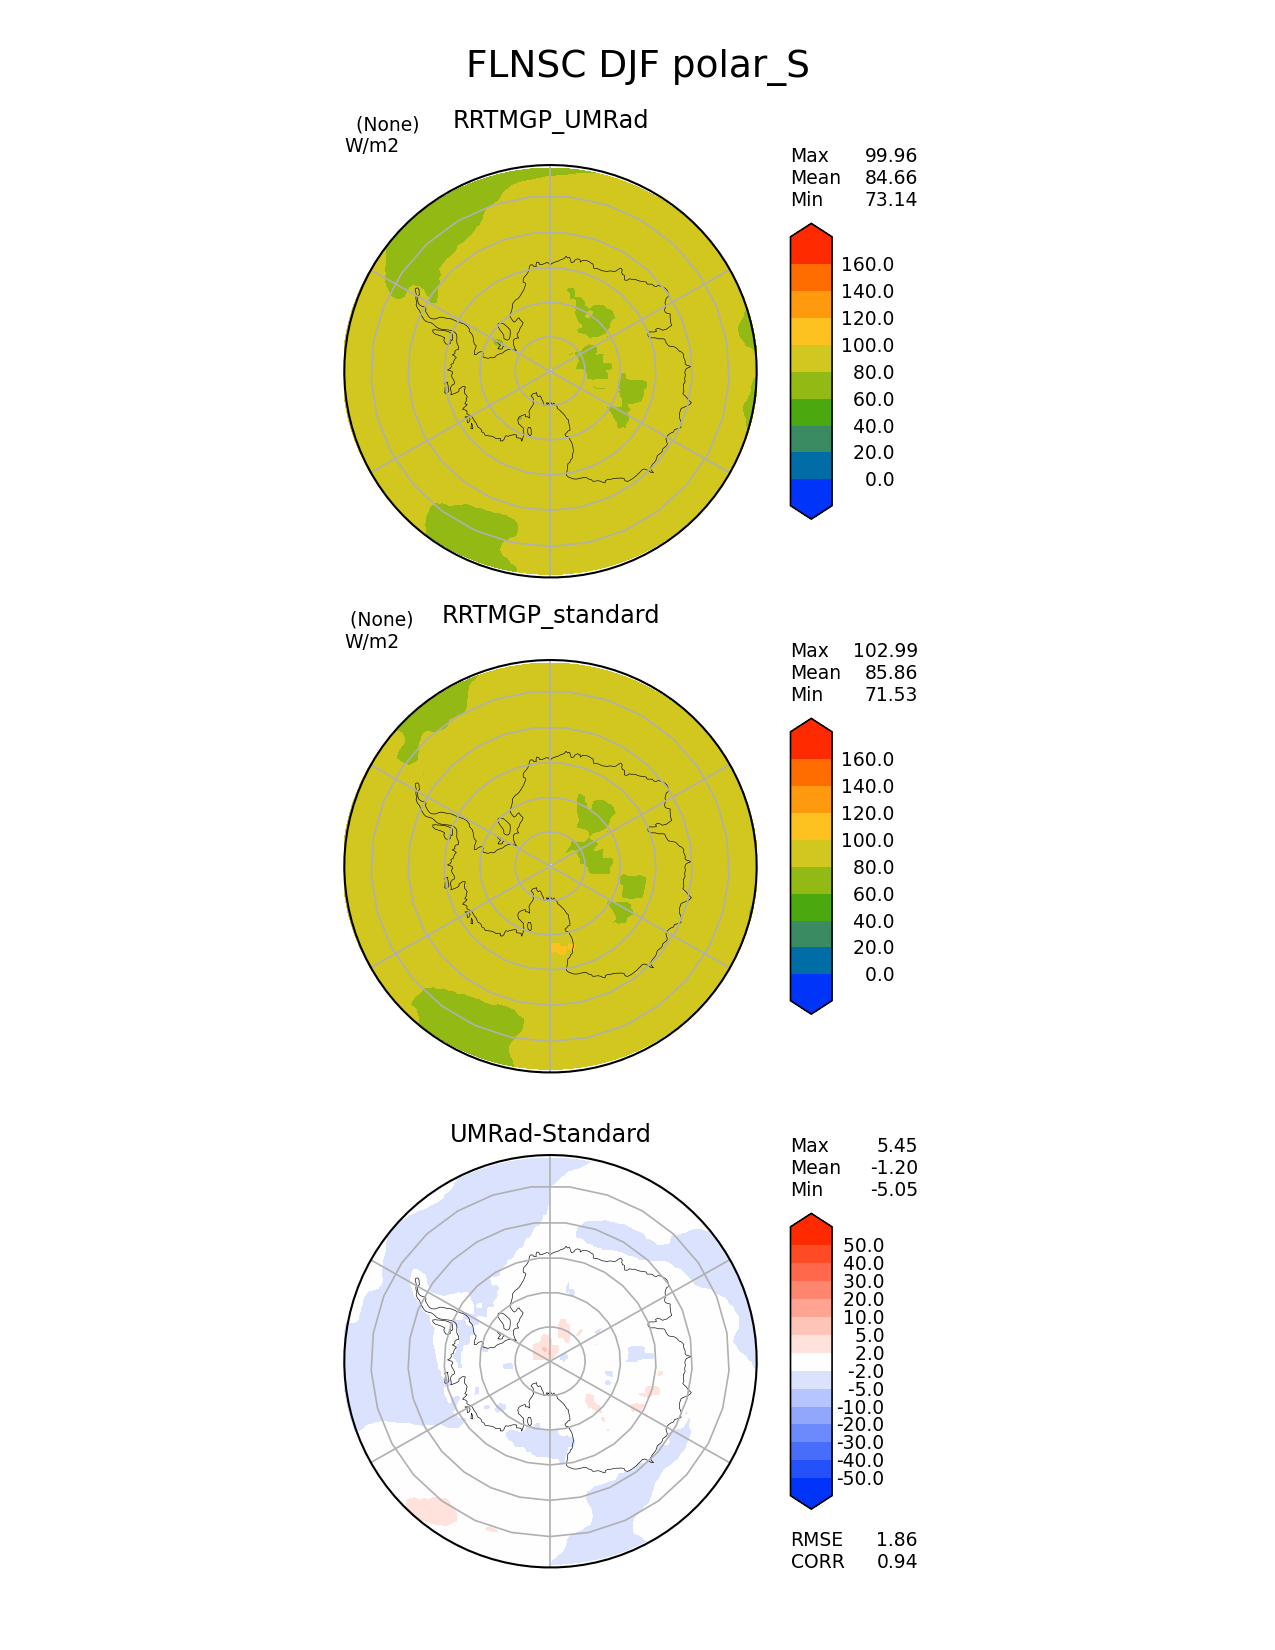 FLNSC DJF polar_S
(None) RRTMGP_UMRad
W/m2
Max 99.96
Mean 84.66
Min 73.14
160.0
140.0
120.0
100.0
80.0
60.0
40.0
20.0
0.0
(None) RRTMGP_standard
W/m2
Max 102.99
Mean 85.86
Min 71.53
160.0
140.0
120.0
100.0
80.0
60.0
40.0
20.0
0.0
UMRad-Standard
Max 5.45
Mean -1.20
Min -5.05
50.0
40.0
30.0
20.0
10.0
5.0
2.0
-2.0
-5.0
-10.0
-20.0
-30.0
-40.0
-50.0
RMSE 1.86
CORR 0.94